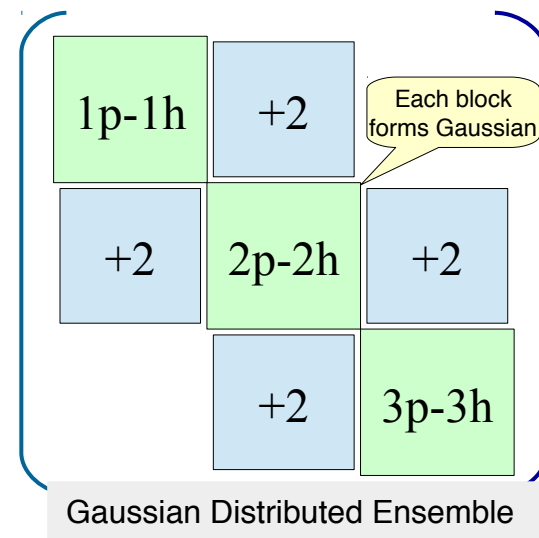 1p-1h
+2
Each block
forms Gaussian
+2
2p-2h
+2
+2
3p-3h
Gaussian Distributed Ensemble